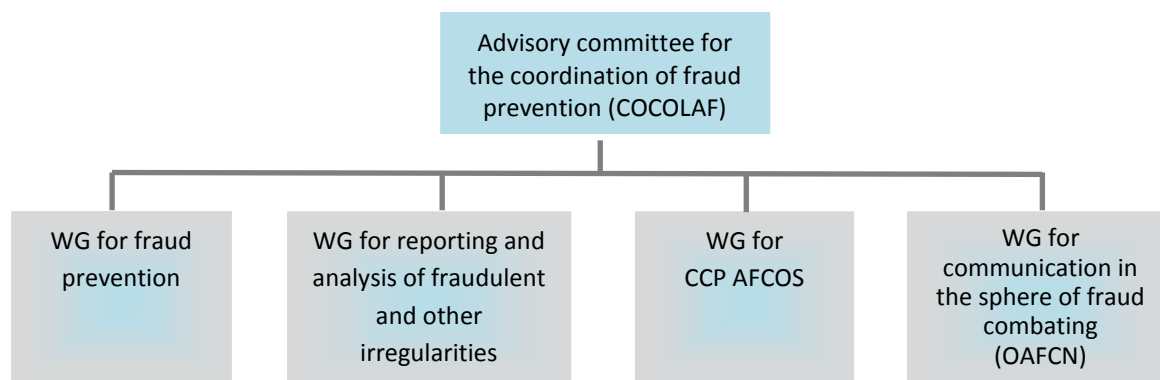 Advisory committee for
the coordination of fraud
prevention (COCOLAF)
WG for fraud
prevention
WG for reporting and
analysis of fraudulent
and other
irregularities
WG for
CCP AFCOS
WG for
communication in
the sphere of fraud
combating
(OAFCN)